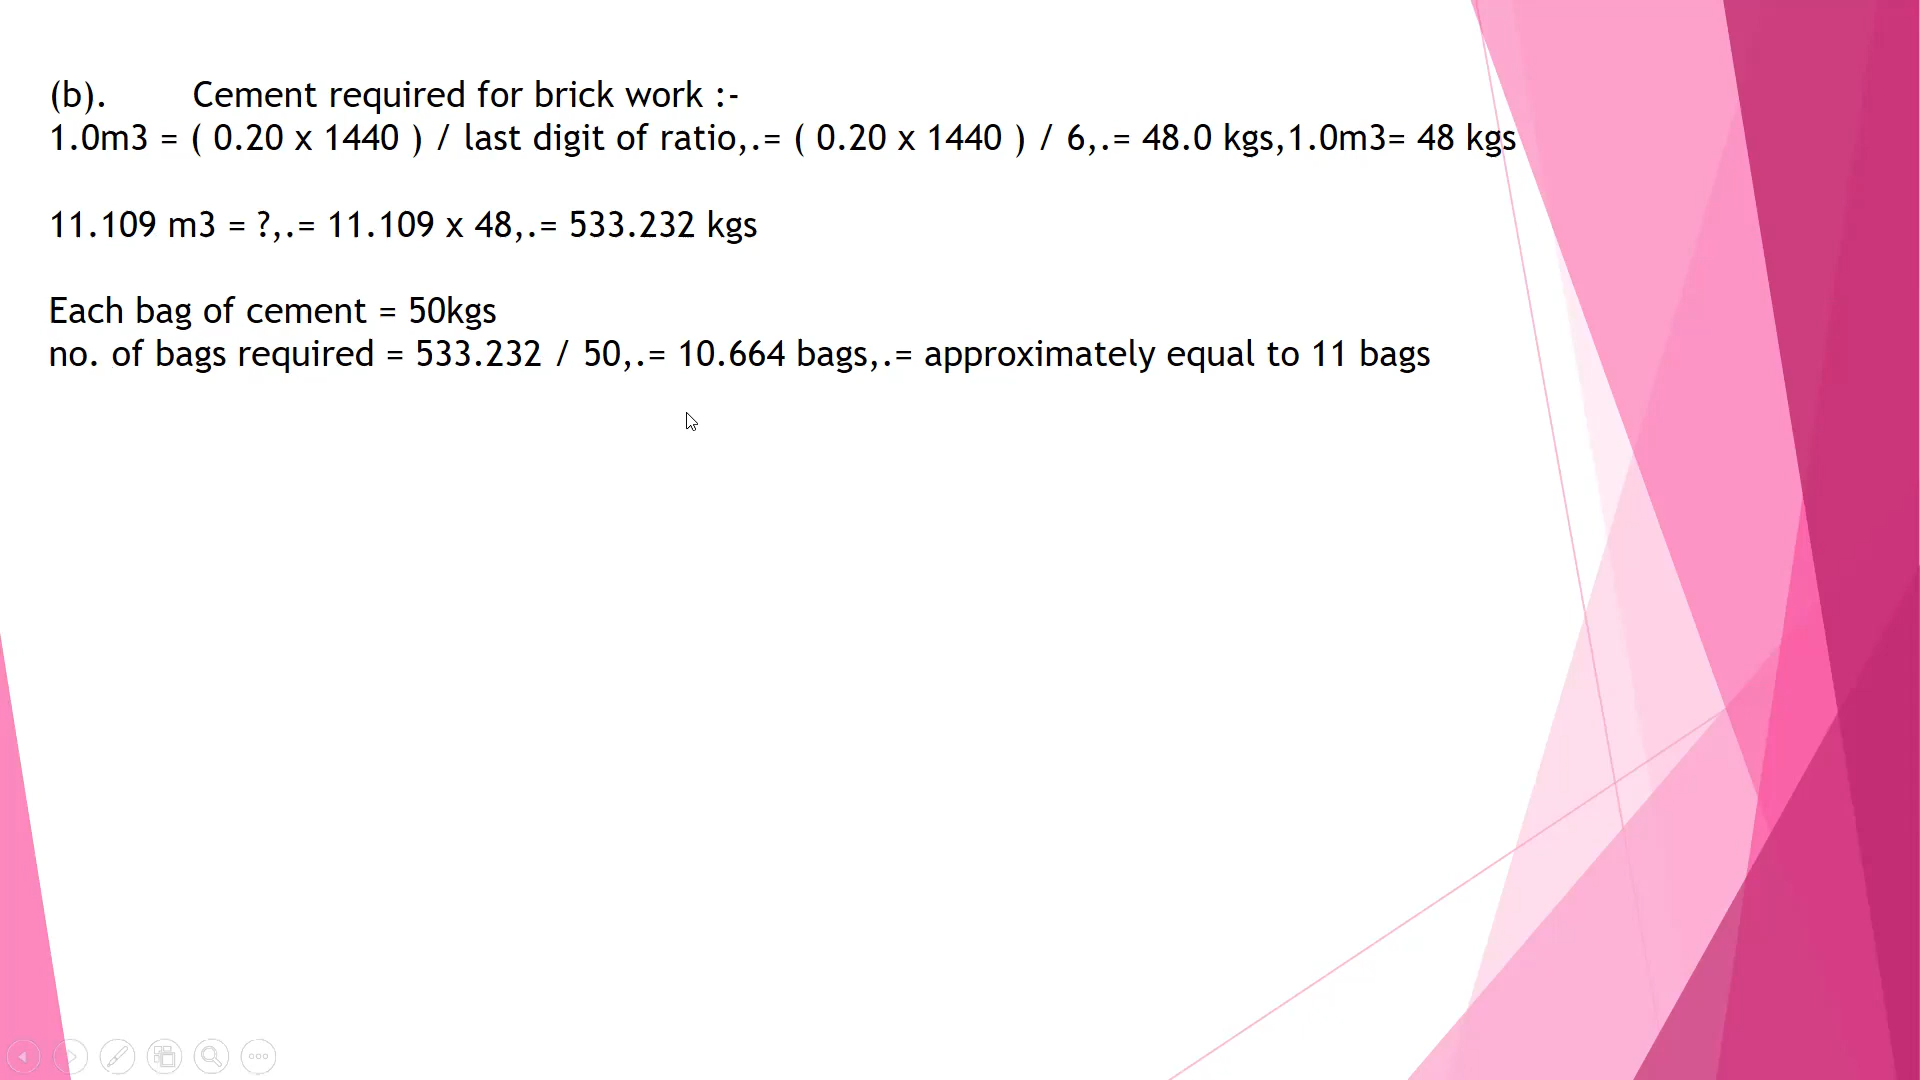 (b). Cement required for brick work :-
1.0m3 = ( 0.20 x 1440 ) / last digit of ratio,.= ( 0.20 x 1440 ) / 6,.= 48.0 kgs,1.0m3= 48 kgs
11.109 m3 = ?,.= 11.109 x 48,.= 533.232 kgs
Each bag of cement = 50kgs
no. of bags required = 533.232 / 50,.= 10.664 bags,.= approximately equal to 11 bags